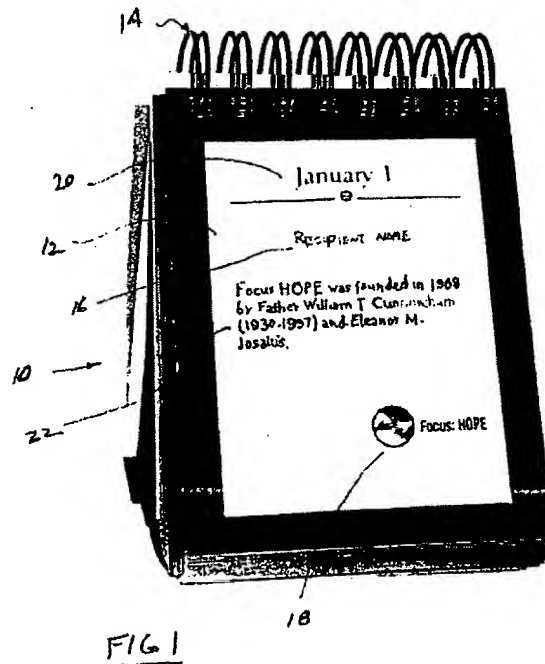 14
20
January 1
12
RECIPIENT NAME
16
Focus HOPE was founded in 1968
by Father William T Cunningham
(1930-1997) and Eleanor M.
Josaitis.
10
22
Focus: HOPE
18
FIG 1